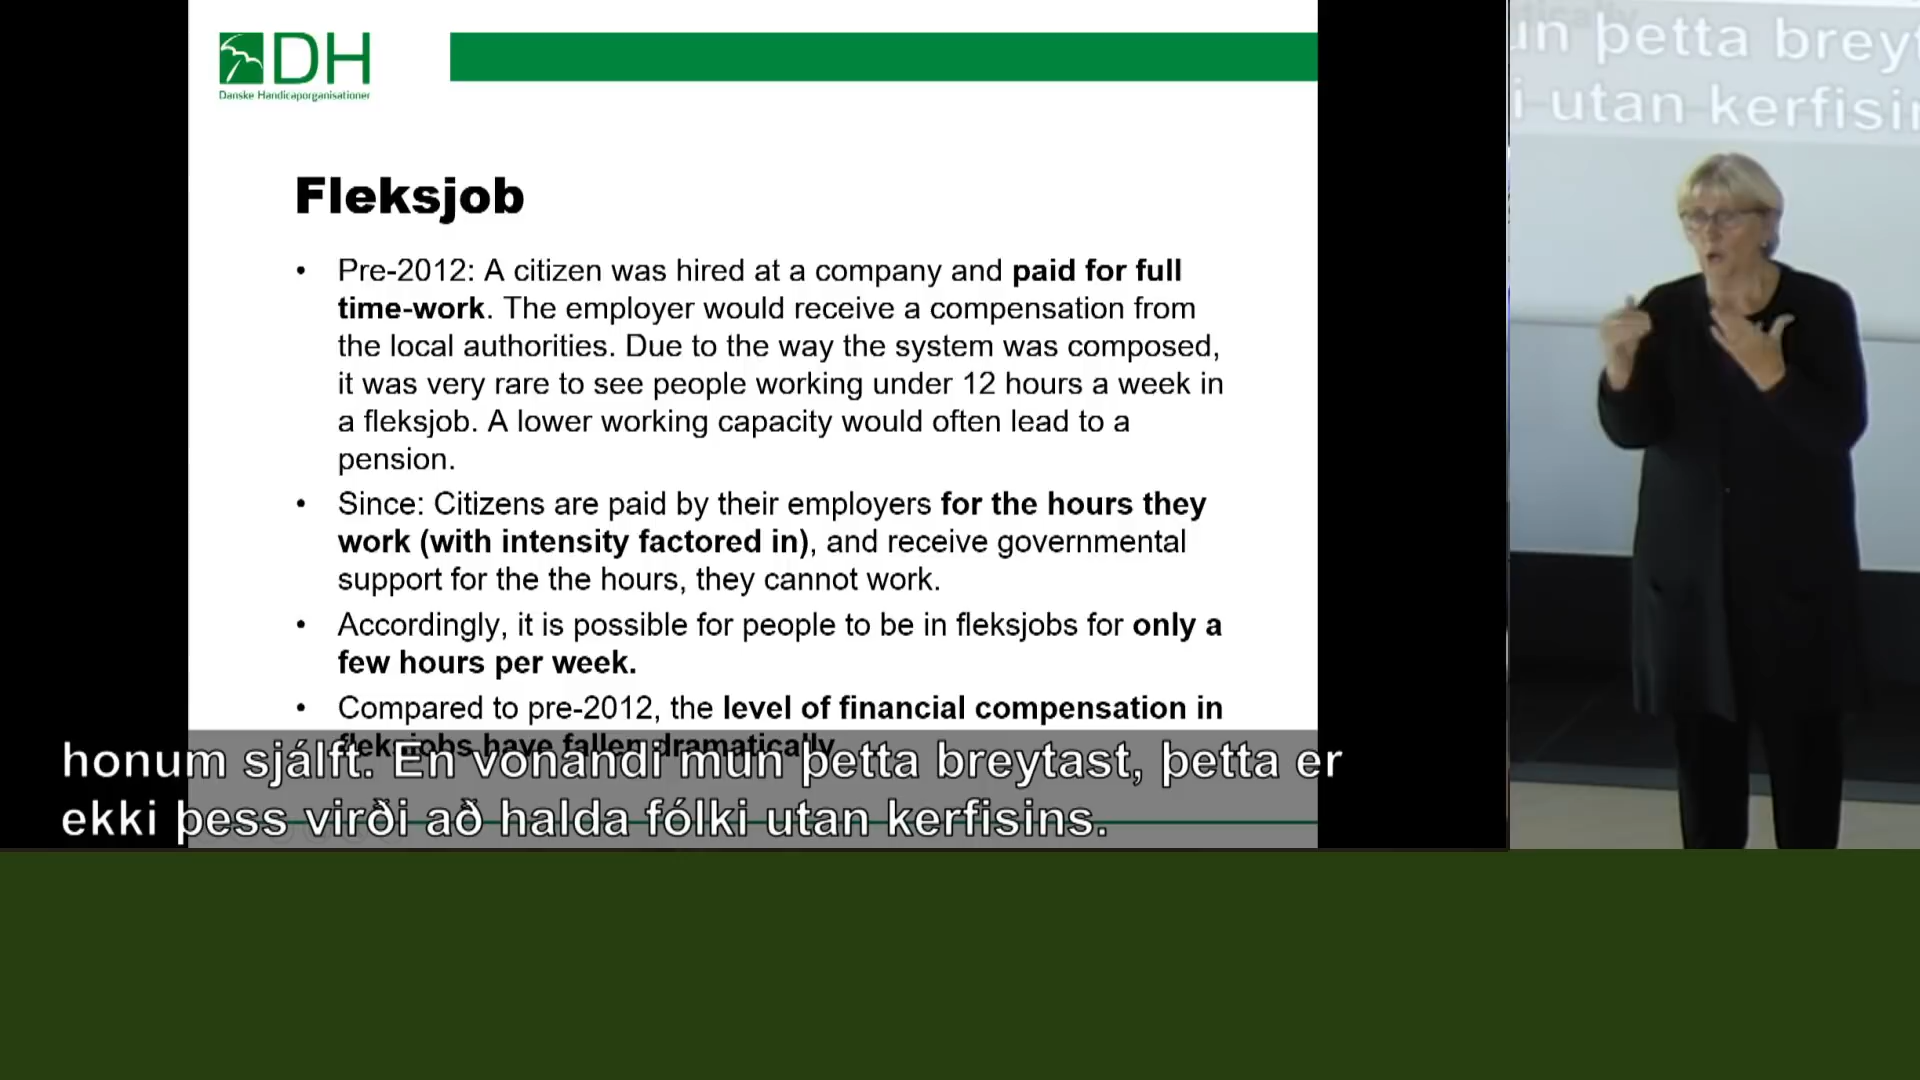 DH
Danske Handicaporganisationer
Fleksjob
• Pre-2012: A citizen was hired at a company and paid for full
time-work. The employer would receive a compensation from
the local authorities. Due to the way the system was composed,
it was very rare to see people working under 12 hours a week in
a fleksjob. A lower working capacity would often lead to a
pension.
• Since: Citizens are paid by their employers for the hours they
work (with intensity factored in), and receive governmental
support for the the hours, they cannot work.
• Accordingly, it is possible for people to be in fleksjobs for only a
few hours per week.
• Compared to pre-2012, the level of financial compensation in
fleksjobs have fallen dramatically
honum sjálft. En vonandi mun þetta breytast, þetta er
ekki þess virði að halda fólki utan kerfisins.
un þetta breyt
i utan kerfisin